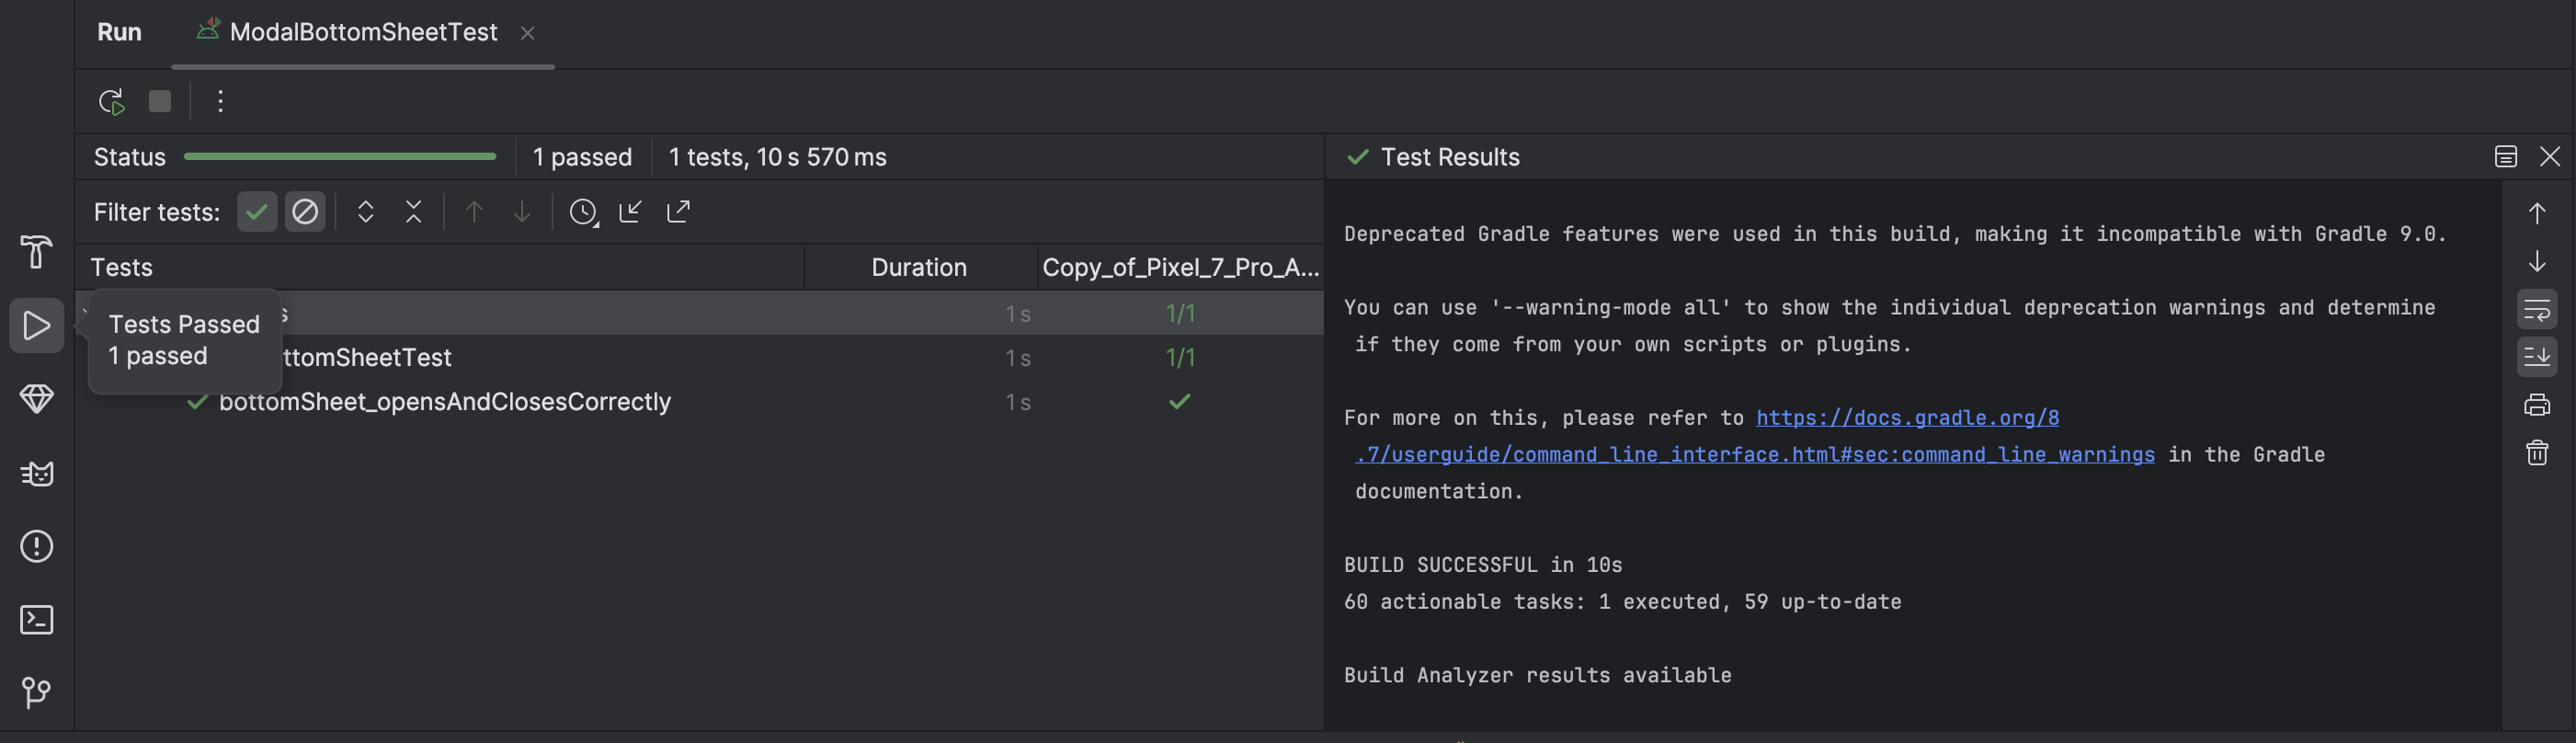 Run
ModalBottomSheetTest
Status
1 passed
1 tests, 10 s 570 ms
Test Results
Filter tests:
Tests
Duration
Copy_of_Pixel_7_Pro_A...
1 s
1/1
Tests Passed
1 passed
ttomSheetTest
1 s
1/1
bottomSheet_opensAndClosesCorrectly
1 s
Deprecated Gradle features were used in this build, making it incompatible with Gradle 9.0.
You can use '--warning-mode all' to show the individual deprecation warnings and determine
if they come from your own scripts or plugins.
For more on this, please refer to https://docs.gradle.org/8
.7/userguide/command_line_interface.html#sec:command_line_warnings in the Gradle
documentation.
BUILD SUCCESSFUL in 10s
60 actionable tasks: 1 executed, 59 up-to-date
Build Analyzer results available